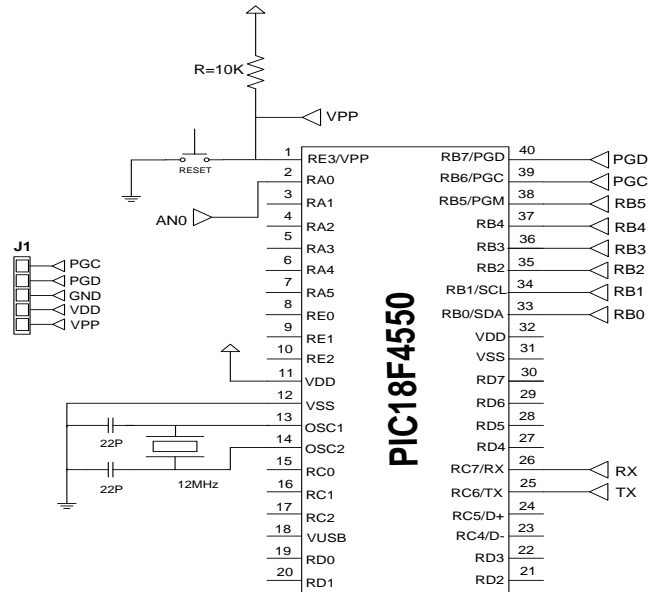 R=10K
VPP
RESET
AN0
J1
PGC
PGD
GND
VDD
VPP
22P
22P
12MHz
PIC18F4550
1 RE3/VPP
2 RA0
3 RA1
4 RA2
5 RA3
6 RA4
7 RA5
8 RE0
9 RE1
10 RE2
11 VDD
12 VSS
13 OSC1
14 OSC2
15 RC0
16 RC1
17 RC2
18 VUSB
19 RD0
20 RD1
RB7/PGD 40 PGD
RB6/PGC 39 PGC
RB5/PGM 38 RB5
RB4 37 RB4
RB3 36 RB3
RB2 35 RB2
RB1/SCL 34 RB1
RB0/SDA 33 RB0
VDD 32
VSS 31
RD7 30
RD6 29
RD5 28
RD4 27
RC7/RX 26 RX
RC6/TX 25 TX
RC5/D+ 24
RC4/D- 23
RD3 22
RD2 21